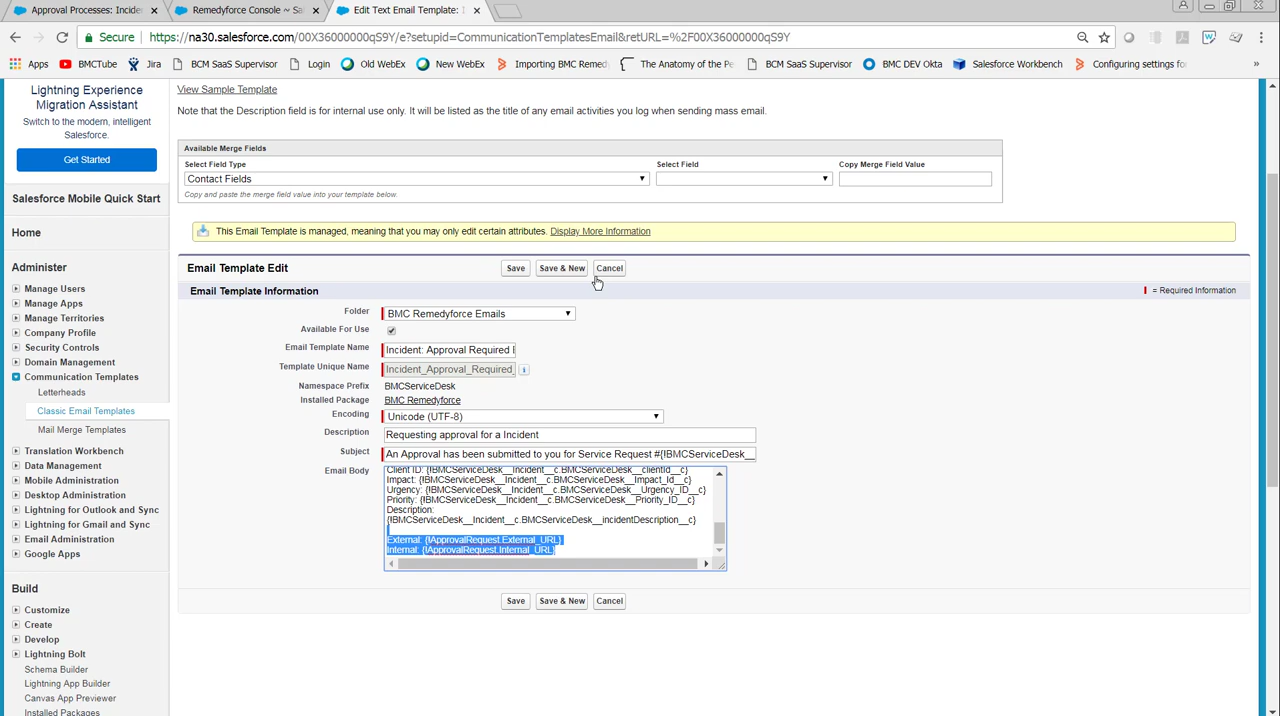 Approval Processes: Incide
Remedyforce Console ~ Sa
Edit Text Email Template: I
Secure
https://na30.salesforce.com/00X36000000qS9Y/e?setupid=CommunicationTemplatesEmail&retURL=%2F00X36000000qS9Y
Apps
BMCTube
Jira
BCM SaaS Supervisor
Login
Old WebEx
New WebEx
Importing BMC Remed
The Anatomy of the Pe
BCM SaaS Supervisor
BMC DEV Okta
Salesforce Workbench
Configuring settings for
»
Lightning Experience
Migration Assistant
Switch to the modern, intelligent
Salesforce.
Get Started
Salesforce Mobile Quick Start
Home
Administer
Manage Users
Manage Apps
Manage Territories
Company Profile
Security Controls
Domain Management
Communication Templates
Letterheads
Classic Email Templates
Mail Merge Templates
Translation Workbench
Data Management
Mobile Administration
Desktop Administration
Lightning for Outlook and Sync
Lightning for Gmail and Sync
Email Administration
Google Apps
Build
Customize
Create
Develop
Lightning Bolt
Schema Builder
Lightning App Builder
Canvas App Previewer
Installed Packages
View Sample Template
Note that the Description field is for internal use only. It will be listed as the title of any email activities you log when sending mass email.
Available Merge Fields
Select Field Type
Select Field
Copy Merge Field Value
Contact Fields
Copy and paste the merge field value into your template below.
This Email Template is managed, meaning that you may only edit certain attributes. Display More Information
Email Template Edit
Save
Save & New
Cancel
Email Template Information
= Required Information
Folder
BMC Remedyforce Emails
Available For Use
Email Template Name
Incident: Approval Required
Template Unique Name
Incident_Approval_Required_
Namespace Prefix
BMCServiceDesk
Installed Package
BMC Remedyforce
Encoding
Unicode (UTF-8)
Description
Requesting approval for a Incident
Subject
An Approval has been submitted to you for Service Request #{!BMCServiceDesk__
Email Body
Client ID: {!BMCServiceDesk__Incident__c.BMCServiceDesk__clientId__c}
Impact: {!BMCServiceDesk__Incident__c.BMCServiceDesk__Impact_Id__c}
Urgency: {!BMCServiceDesk__Incident__c.BMCServiceDesk__Urgency_ID__c}
Priority: {!BMCServiceDesk__Incident__c.BMCServiceDesk__Priority_ID__c}
Description:
{!BMCServiceDesk__Incident__c.BMCServiceDesk__incidentDescription__c}
External: {!ApprovalRequest.External_URL}
Internal: {!ApprovalRequest.Internal_URL}
Save
Save & New
Cancel